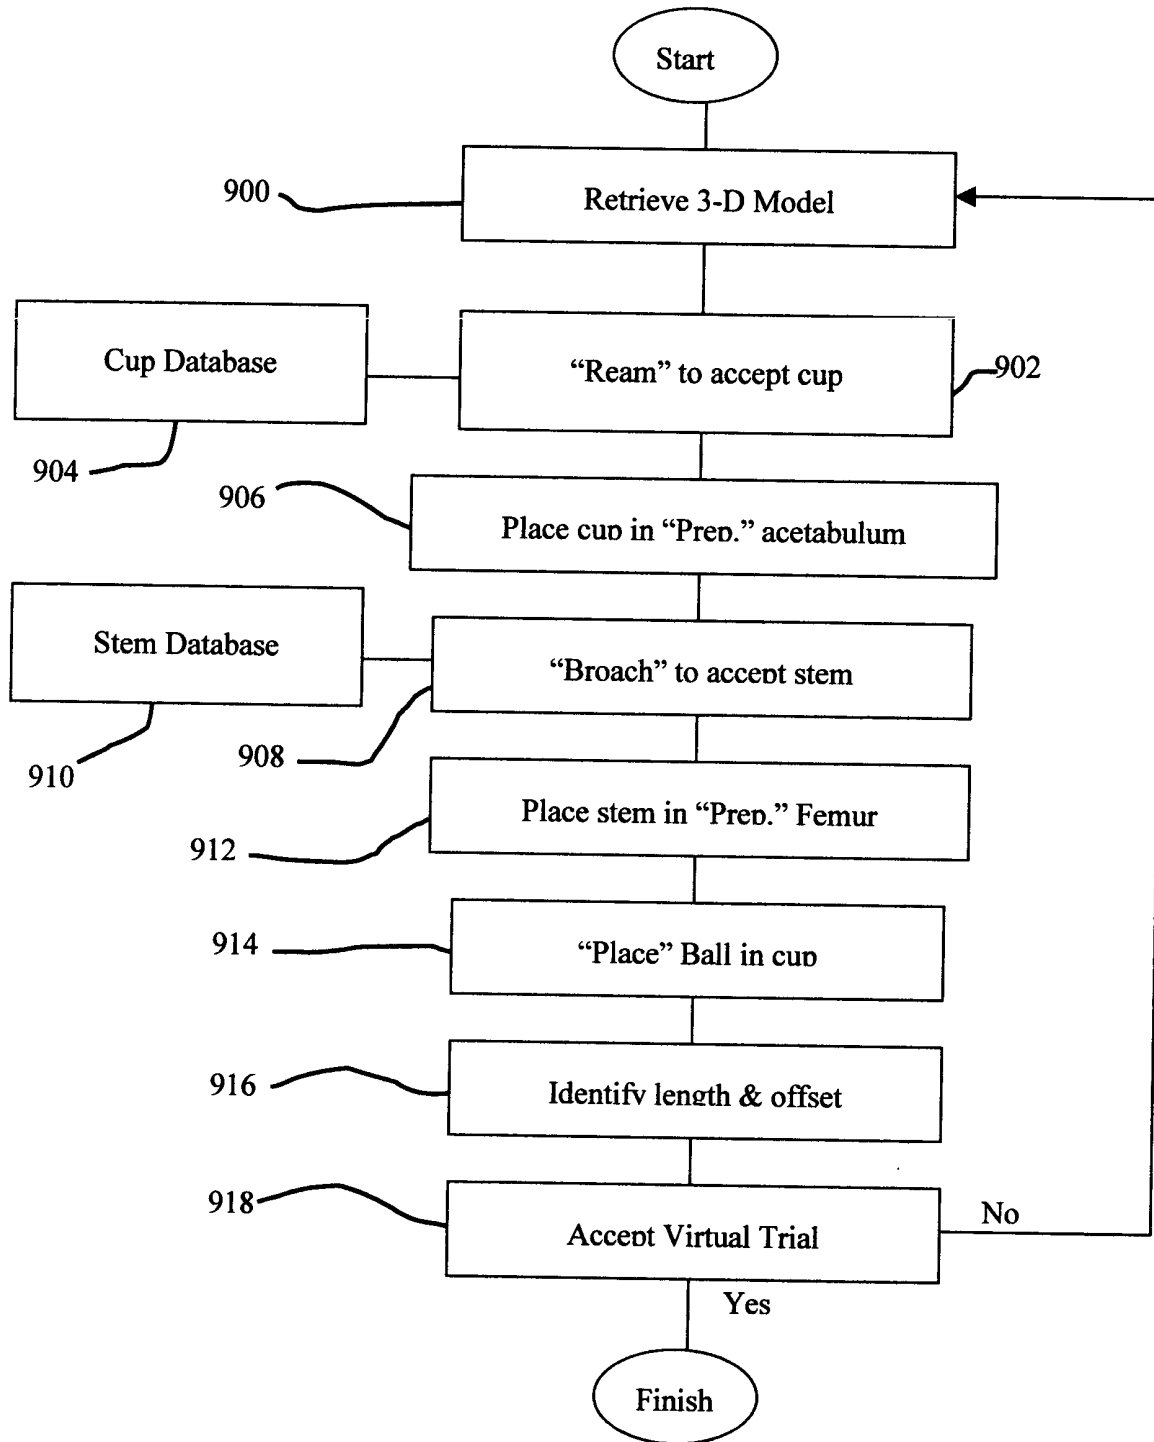 Start
900
Retrieve 3-D Model
Cup Database
“Ream” to accept cup
902
904
906
Place cup in “Prep.” acetabulum
Stem Database
“Broach” to accept stem
908
910
Place stem in “Prep.” Femur
912
914
“Place” Ball in cup
916
Identify length & offset
918
Accept Virtual Trial
No
Yes
Finish